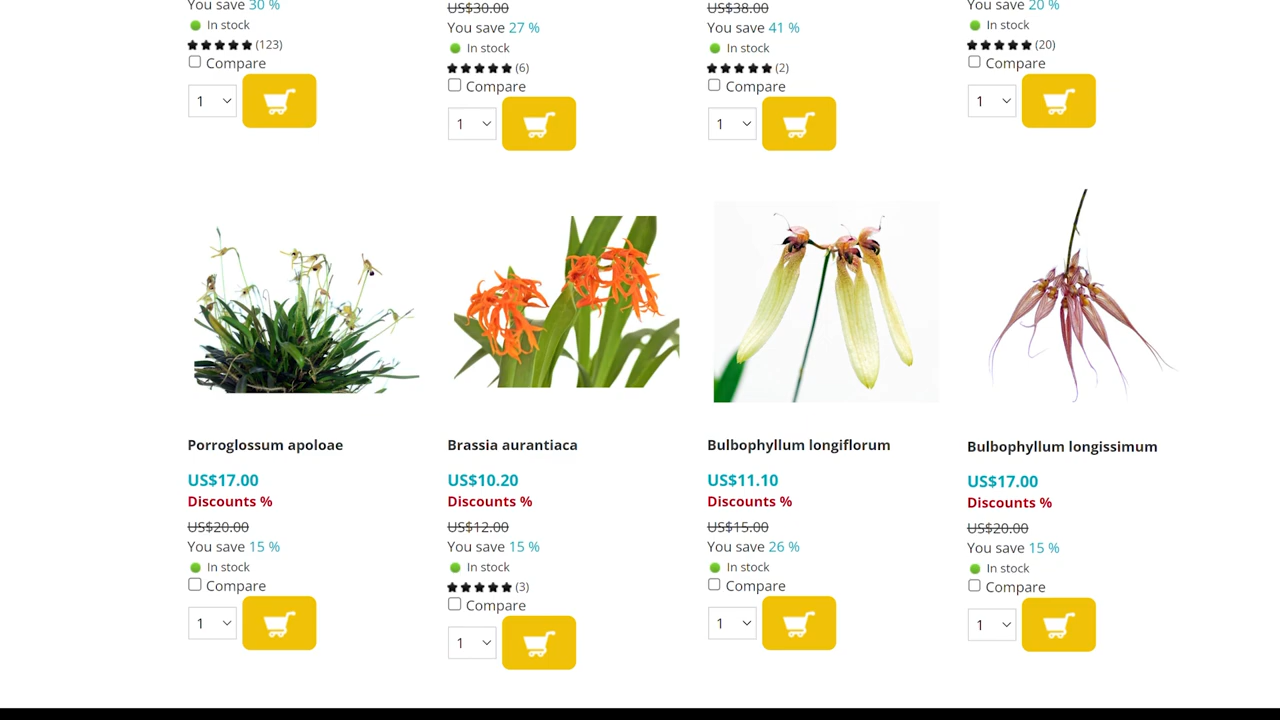 You save 30 %
In stock
(123)
Compare
1
US$30.00
You save 27 %
In stock
(6)
Compare
1
US$38.00
You save 41 %
In stock
(2)
Compare
1
You save 20 %
In stock
(20)
Compare
1
Porroglossum apoloae
US$17.00
Discounts %
US$20.00
You save 15 %
In stock
Compare
1
Brassia aurantiaca
US$10.20
Discounts %
US$12.00
You save 15 %
In stock
(3)
Compare
1
Bulbophyllum longiflorum
US$11.10
Discounts %
US$15.00
You save 26 %
In stock
Compare
1
Bulbophyllum longissimum
US$17.00
Discounts %
US$20.00
You save 15 %
In stock
Compare
1